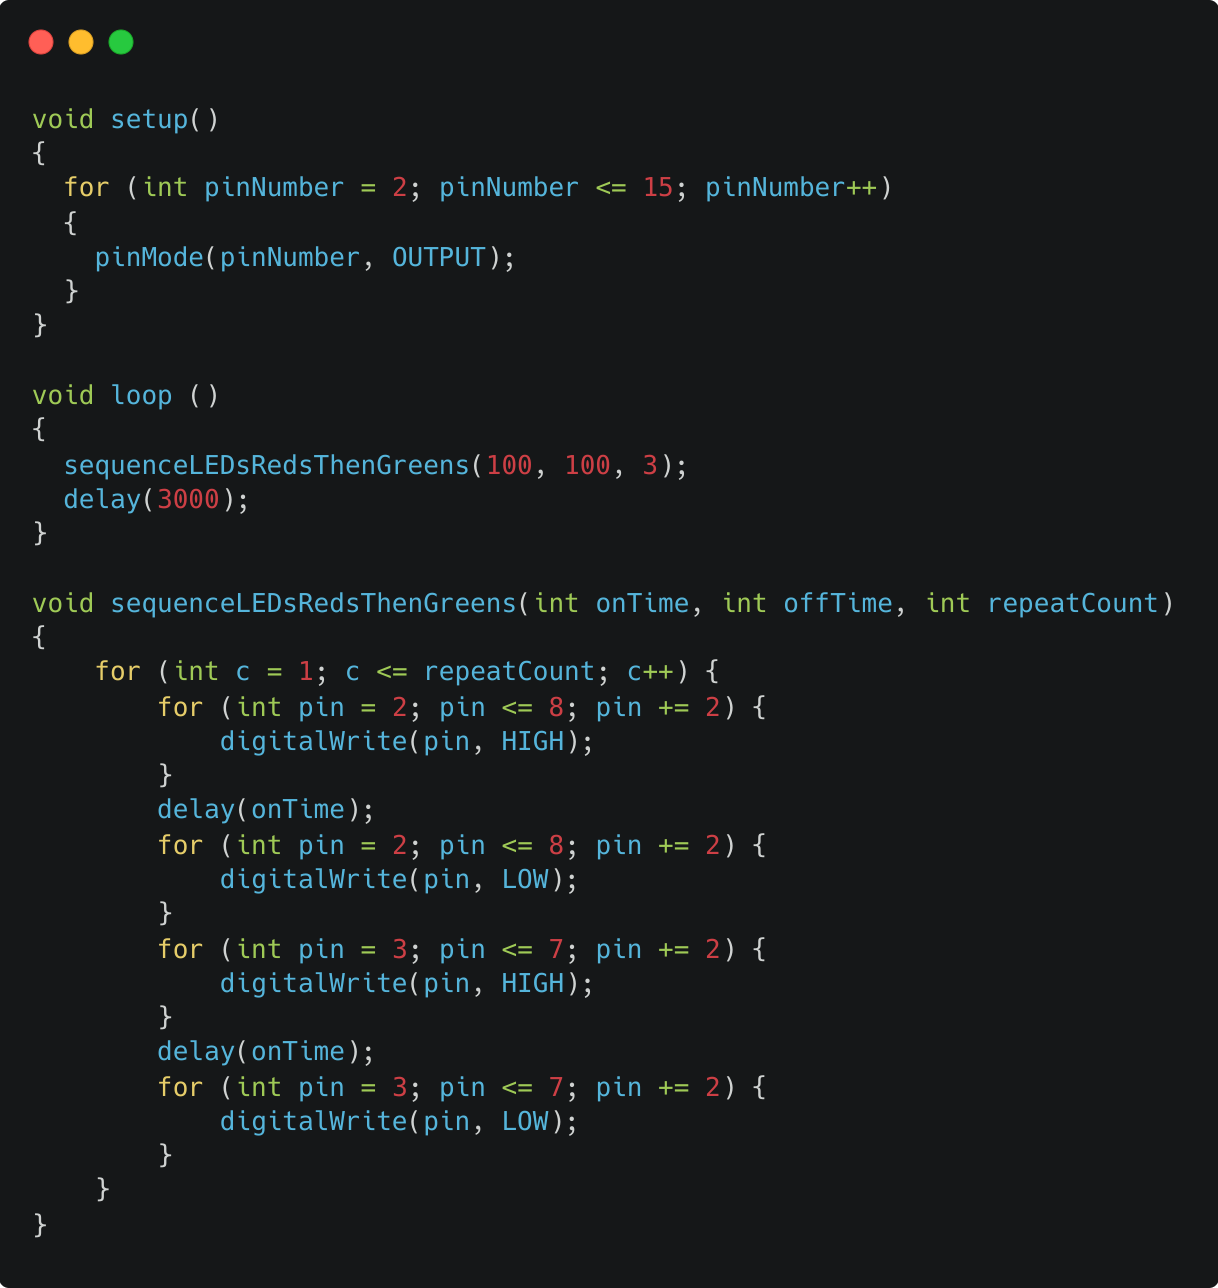 void setup()
{
  for (int pinNumber = 2; pinNumber <= 15; pinNumber++)
  {
    pinMode(pinNumber, OUTPUT);
  }
}

void loop ()
{
  sequenceLEDsRedsThenGreens(100, 100, 3);
  delay(3000);
}

void sequenceLEDsRedsThenGreens(int onTime, int offTime, int repeatCount)
{
    for (int c = 1; c <= repeatCount; c++) {
        for (int pin = 2; pin <= 8; pin += 2) {
            digitalWrite(pin, HIGH);
        }
        delay(onTime);
        for (int pin = 2; pin <= 8; pin += 2) {
            digitalWrite(pin, LOW);
        }
        for (int pin = 3; pin <= 7; pin += 2) {
            digitalWrite(pin, HIGH);
        }
        delay(onTime);
        for (int pin = 3; pin <= 7; pin += 2) {
            digitalWrite(pin, LOW);
        }
    }
}